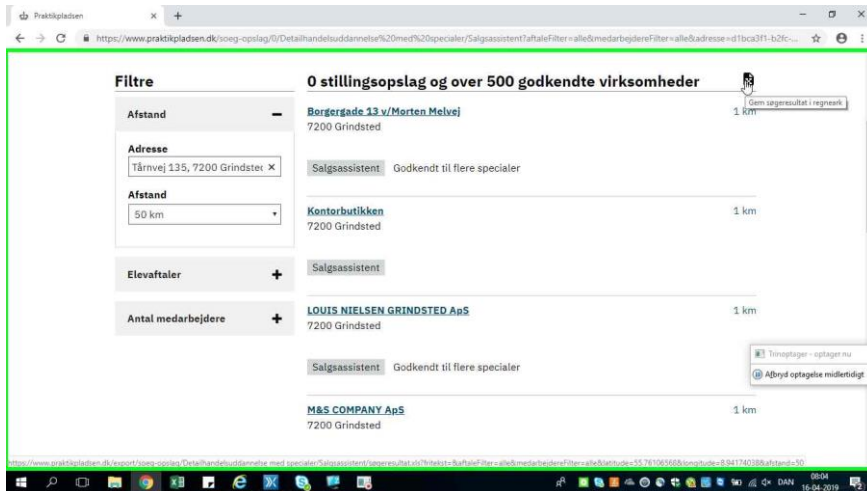 Praktikpladsen
https://www.praktikpladsen.dk/soeg-opslag/0/Detailhandelsuddannelse%20med%20specialer/Salgsassistent?aftaleFilter=alle&medarbejdereFilter=alle&adresse=d1bca3f1-b2fc-...
Filtre
0 stillingsopslag og over 500 godkendte virksomheder
Gem søgeresultat i regneark
Afstand
Adresse
Tårnvej 135, 7200 Grindsted
Afstand
50 km
Elevaftaler
Antal medarbejdere
Borgergade 13 v/Morten Melvej
1 km
7200 Grindsted
Salgsassistent Godkendt til flere specialer
Kontorbutikken
1 km
7200 Grindsted
Salgsassistent
LOUIS NIELSEN GRINDSTED ApS
1 km
7200 Grindsted
Salgsassistent Godkendt til flere specialer
M&S COMPANY ApS
1 km
7200 Grindsted
Trinoptager - optager nu
Afbryd optagelse midlertidigt
https://www.praktikpladsen.dk/export/soeg-opslag/Detailhandelsuddannelse med specialer/Salgsassistent/søgeresultat.xls?fritekst=&aftaleFilter=alle&medarbejdereFilter=alle&latitude=55.76106568&longitude=8.94174038&afstand=50
DAN
08:04
16-04-2019